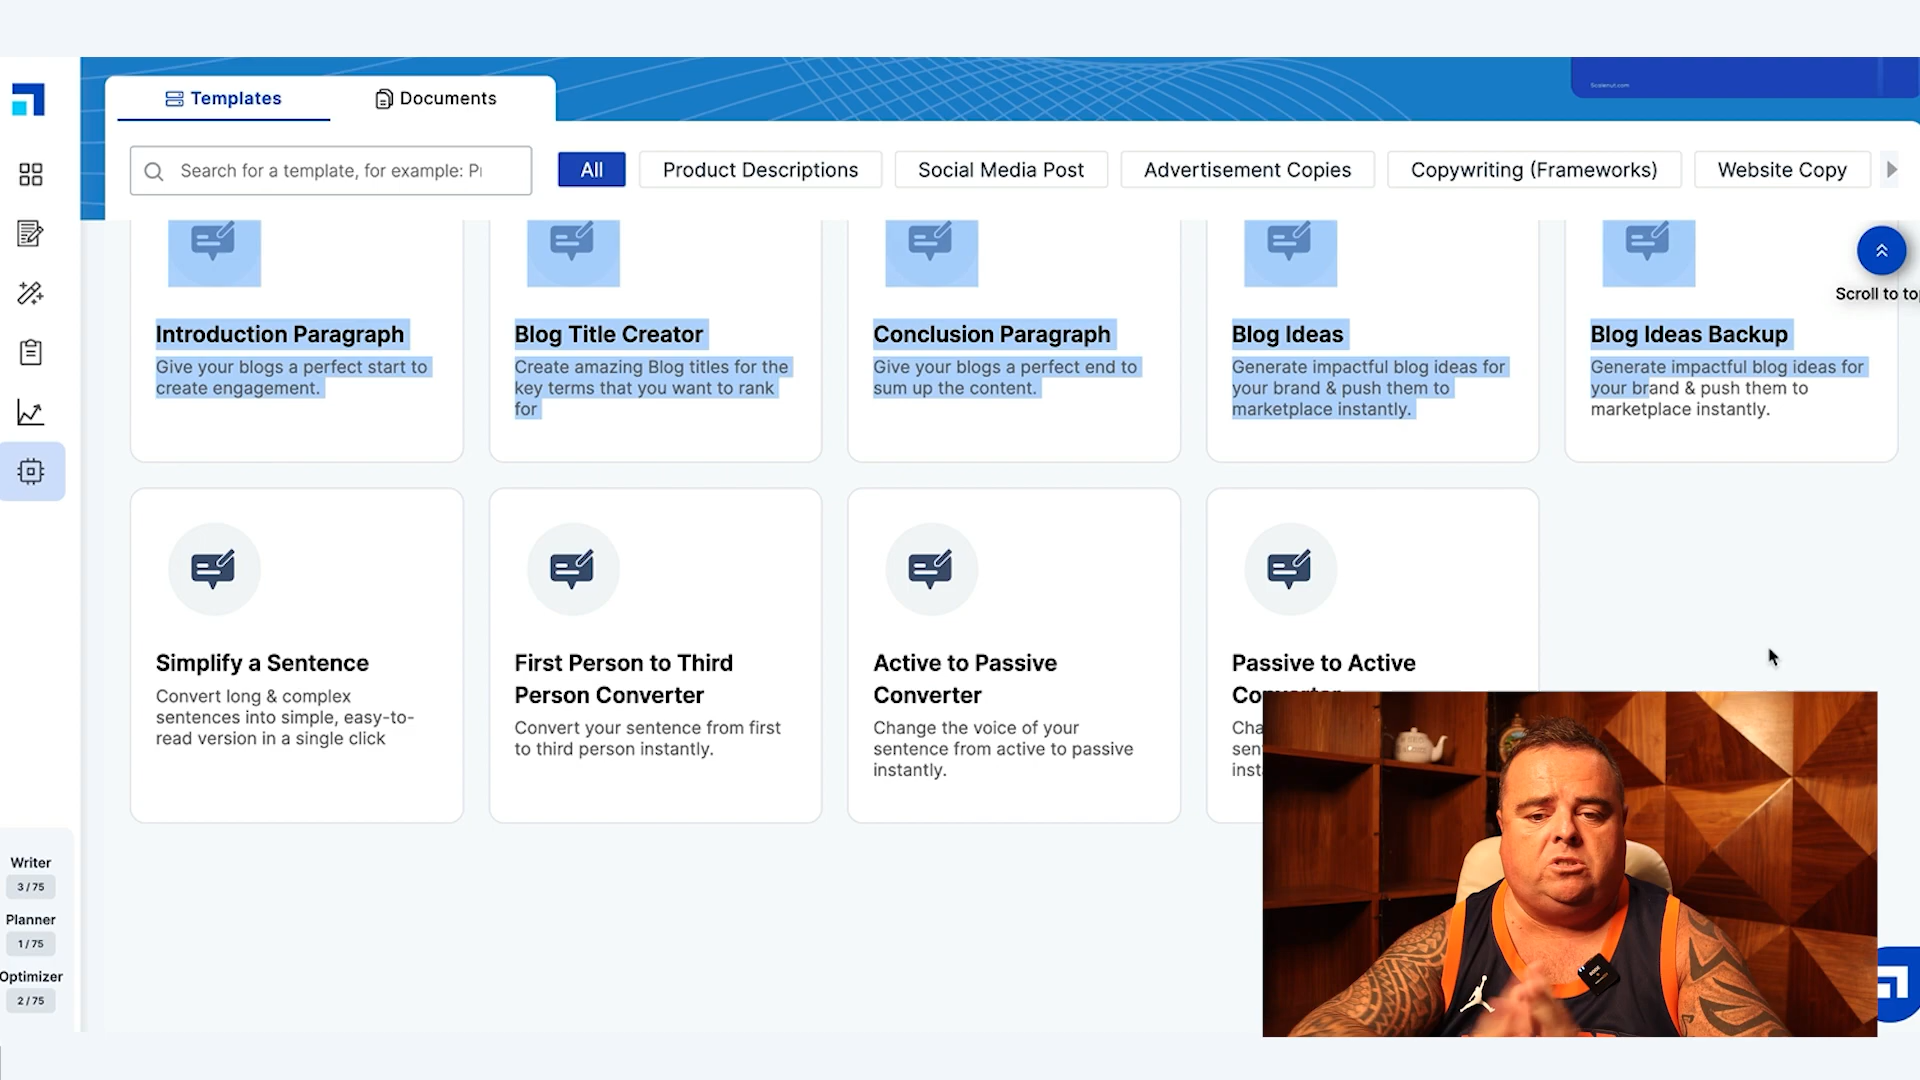 Templates
Documents
Scalenut.com
Search for a template, for example: Pr
All
Product Descriptions
Social Media Post
Advertisement Copies
Copywriting (Frameworks)
Website Copy
Scroll to to
Introduction Paragraph
Give your blogs a perfect start to
create engagement.
Blog Title Creator
Create amazing Blog titles for the
key terms that you want to rank
for
Conclusion Paragraph
Give your blogs a perfect end to
sum up the content.
Blog Ideas
Generate impactful blog ideas for
your brand & push them to
marketplace instantly.
Blog Ideas Backup
Generate impactful blog ideas for
your brand & push them to
marketplace instantly.
Simplify a Sentence
Convert long & complex
sentences into simple, easy-to-
read version in a single click
First Person to Third
Person Converter
Convert your sentence from first
to third person instantly.
Active to Passive
Converter
Change the voice of your
sentence from active to passive
instantly.
Passive to Active
Converter
Cha
sen
inst
Writer
3 / 75
Planner
1 / 75
Optimizer
2 / 75